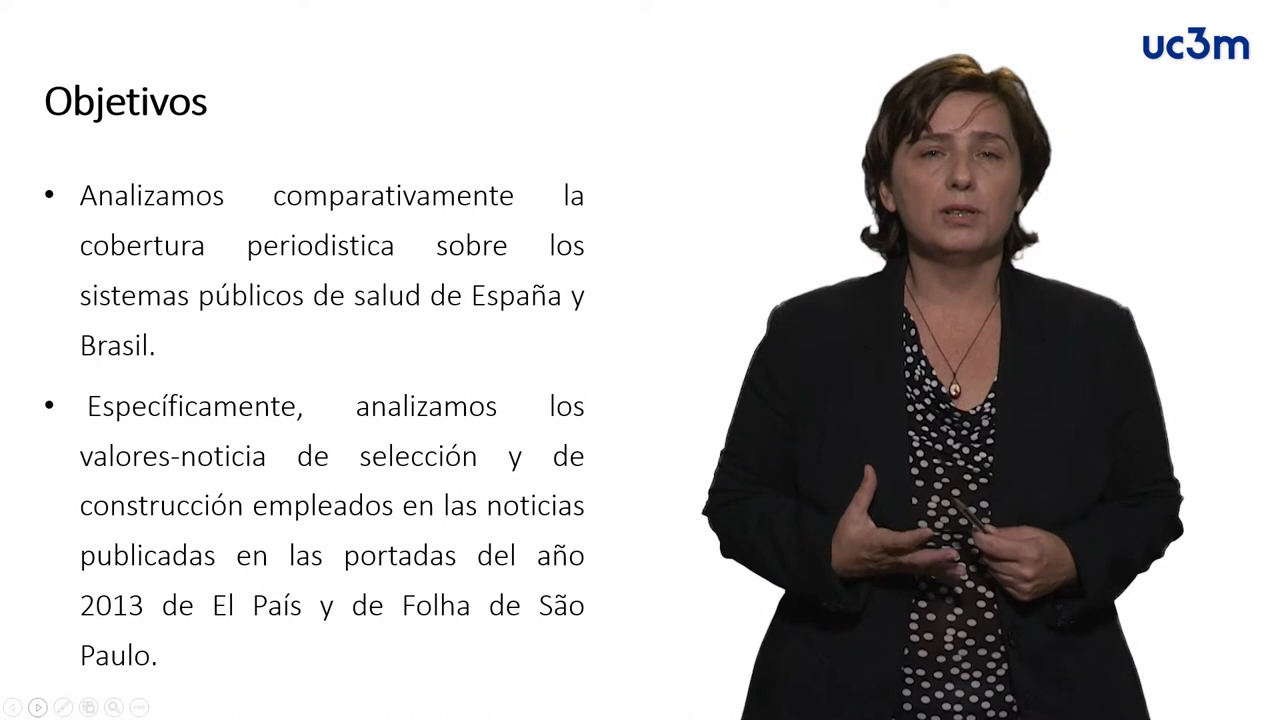 uc3m
Objetivos
• Analizamos comparativamente la
cobertura periodistica sobre los
sistemas públicos de salud de España y
Brasil.
• Específicamente, analizamos los
valores-noticia de selección y de
construcción empleados en las noticias
publicadas en las portadas del año
2013 de El País y de Folha de São
Paulo.